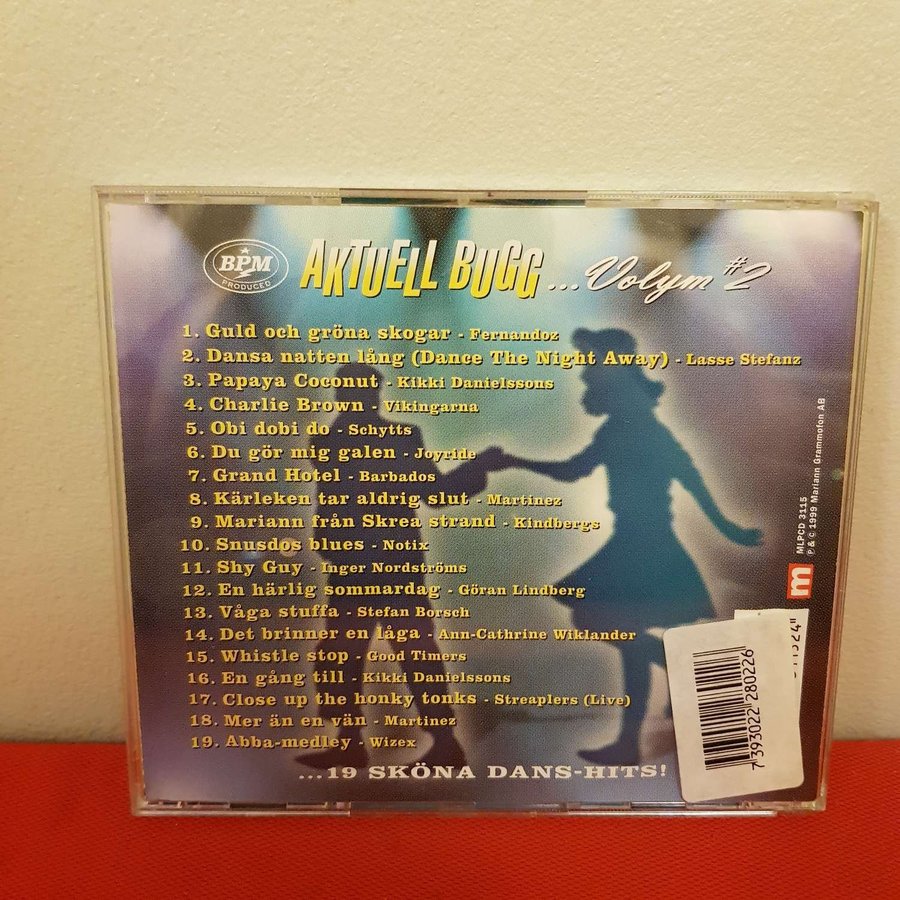 BPM
PRODUCED
AKTUELL BUGG ...Volym #2
1. Guld och gröna skogar - Fernandoz
2. Dansa natten lång (Dance The Night Away) - Lasse Stefanz
3. Papaya Coconut - Kikki Danielssons
4. Charlie Brown - Vikingarna
5. Obi dobi do - Schytts
6. Du gör mig galen - Joyride
7. Grand Hotel - Barbados
8. Kärleken tar aldrig slut - Martinez
9. Mariann från Skrea strand - Kindbergs
10. Snusdos blues - Notix
11. Shy Guy - Inger Nordströms
12. En härlig sommardag - Göran Lindberg
13. Våga stuffa - Stefan Borsch
14. Det brinner en låga - Ann-Cathrine Wiklander
15. Whistle stop - Good Timers
16. En gång till - Kikki Danielssons
17. Close up the honky tonks - Streaplers (Live)
18. Mer än en vän - Martinez
19. Abba-medley - Wizex
...19 SKÖNA DANS-HITS!
MLPCD 3115
P & C 1999 Mariann Grammofon AB
m
7 393022 280226